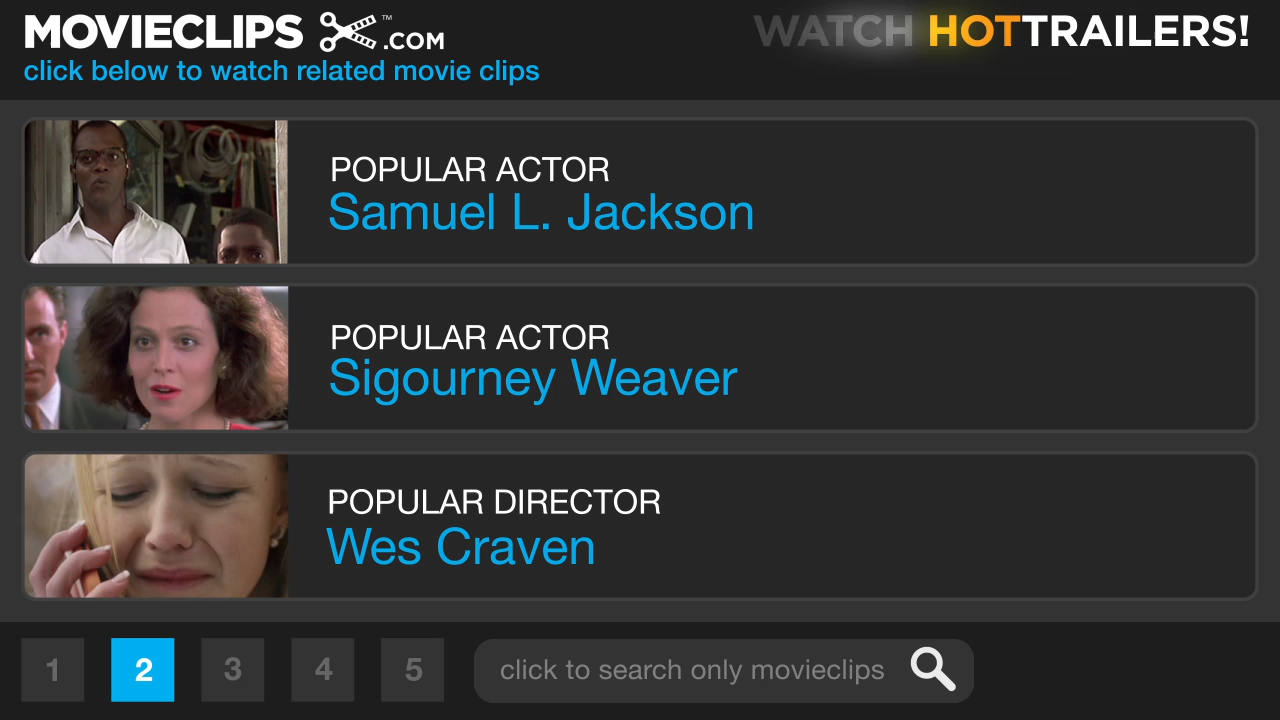 MOVIECLIPS ™ .COM
WATCH HOTTRAILERS!
click below to watch related movie clips
POPULAR ACTOR
Samuel L. Jackson
POPULAR ACTOR
Sigourney Weaver
POPULAR DIRECTOR
Wes Craven
1 2 3 4 5 click to search only movieclips